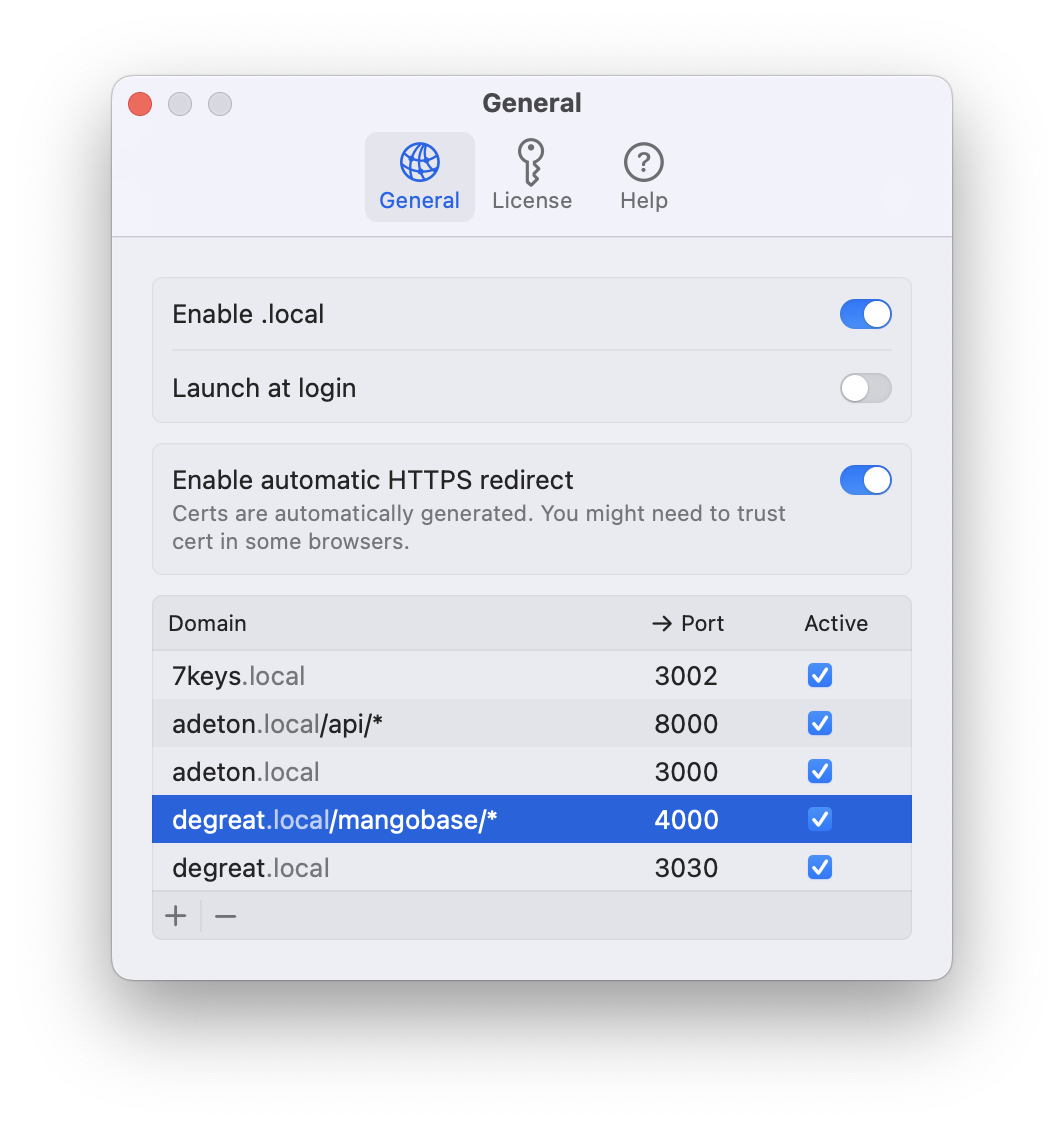 General
General License Help
Enable .local
Launch at login
Enable automatic HTTPS redirect
Certs are automatically generated. You might need to trust
cert in some browsers.
Domain → Port Active
7keys.local 3002
adeton.local/api/* 8000
adeton.local 3000
degreat.local/mangobase/* 4000
degreat.local 3030